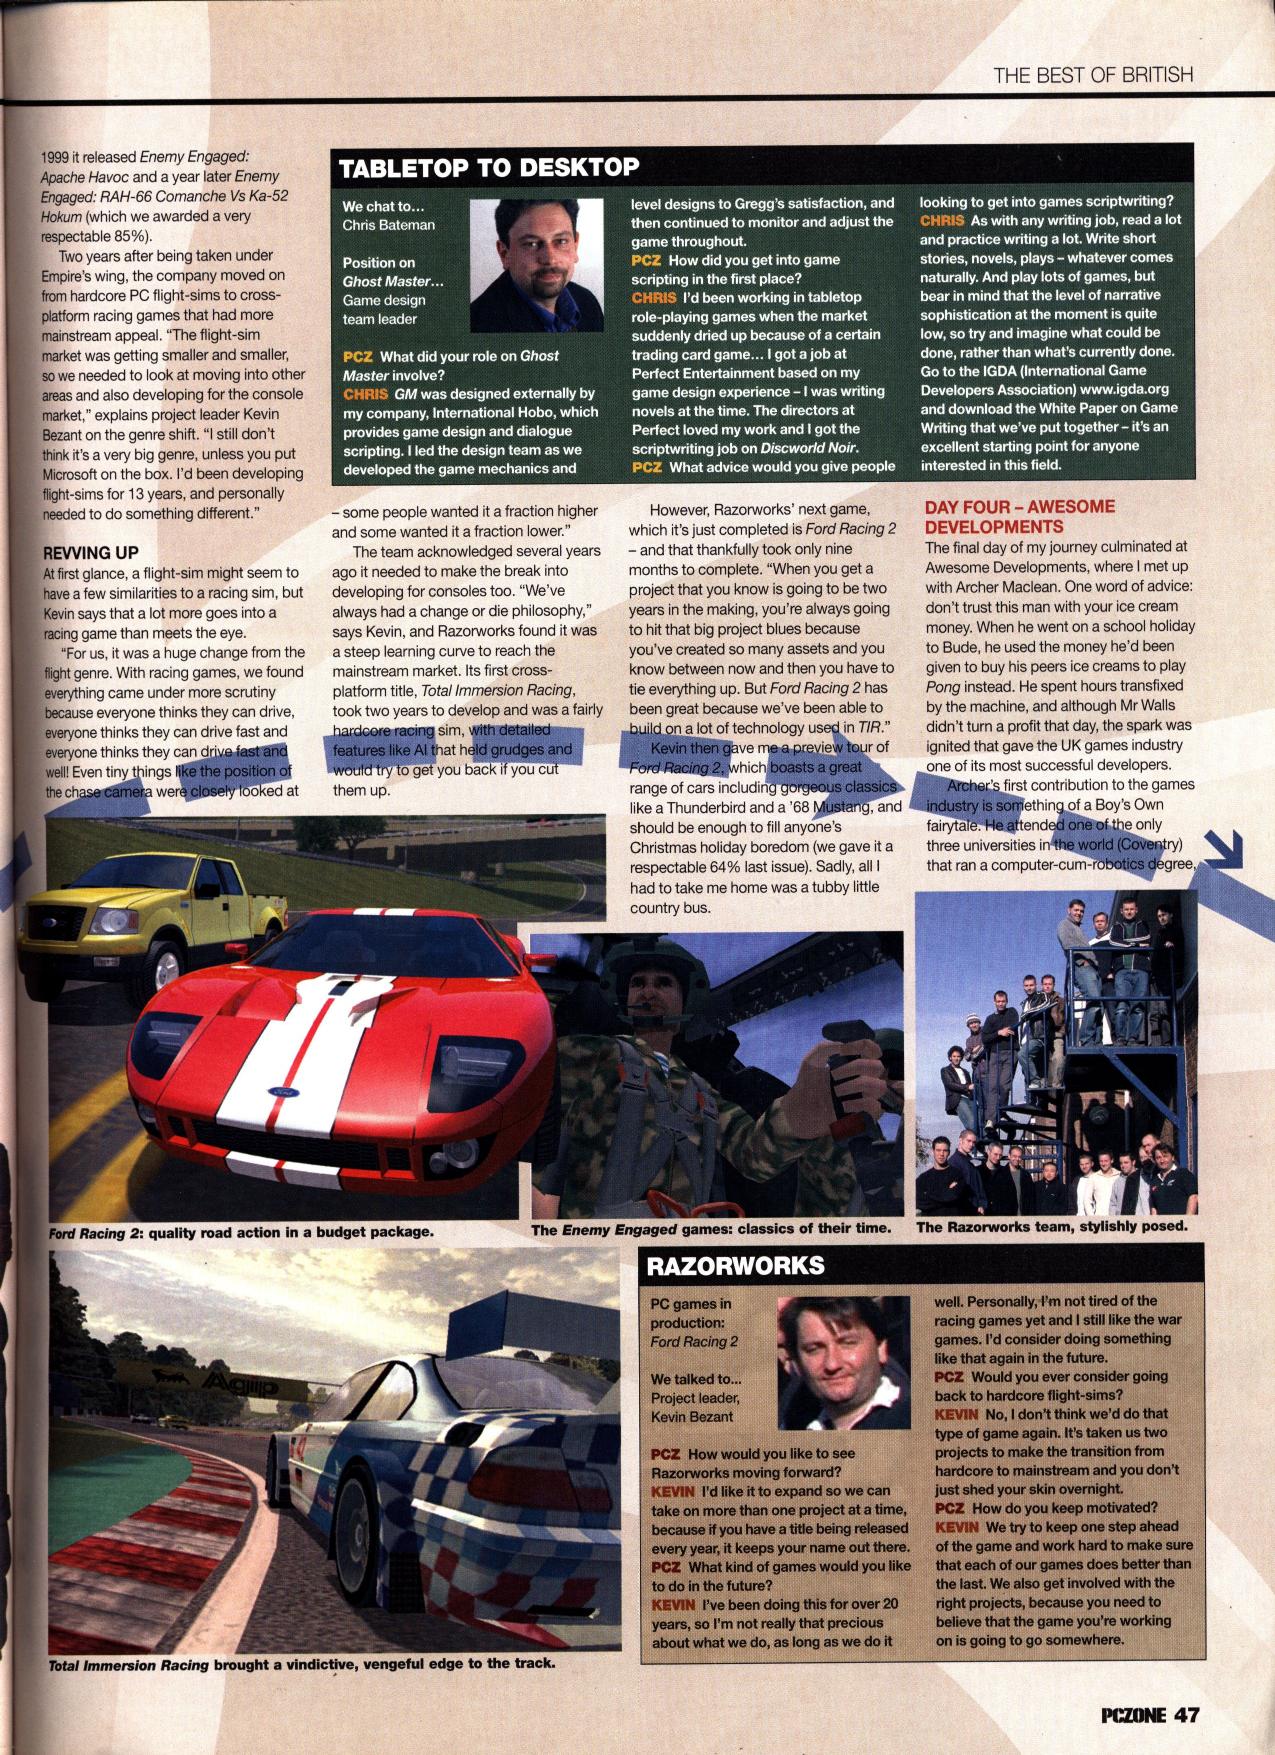 THE BEST OF BRITISH
1999 it released Enemy Engaged:
Apache Havoc and a year later Enemy
Engaged: RAH-66 Comanche Vs Ka-52
Hokum (which we awarded a very
respectable 85%).
Two years after being taken under
Empire's wing, the company moved on
from hardcore PC flight-sims to cross-
platform racing games that had more
mainstream appeal. "The flight-sim
market was getting smaller and smaller,
so we needed to look at moving into other
areas and also developing for the console
market," explains project leader Kevin
Bezant on the genre shift. "I still don't
think it's a very big genre, unless you put
Microsoft on the box. I'd been developing
flight-sims for 13 years, and personally
needed to do something different."
REVVING UP
At first glance, a flight-sim might seem to
have a few similarities to a racing sim, but
Kevin says that a lot more goes into a
racing game than meets the eye.
"For us, it was a huge change from the
flight genre. With racing games, we found
everything came under more scrutiny
because everyone thinks they can drive,
everyone thinks they can drive fast and
everyone thinks they can drive fast and
well! Even tiny things like the position of
the chase camera were closely looked at
TABLETOP TO DESKTOP
We chat to...
Chris Bateman
Position on
Ghost Master...
Game design
team leader
PCZ What did your role on Ghost
Master involve?
CHRIS GM was designed externally by
my company, International Hobo, which
provides game design and dialogue
scripting. I led the design team as we
developed the game mechanics and
level designs to Gregg's satisfaction, and
then continued to monitor and adjust the
game throughout.
PCZ How did you get into game
scripting in the first place?
CHRIS I'd been working in tabletop
role-playing games when the market
suddenly dried up because of a certain
trading card game... I got a job at
Perfect Entertainment based on my
game design experience – I was writing
novels at the time. The directors at
Perfect loved my work and I got the
scriptwriting job on Discworld Noir.
PCZ What advice would you give people
looking to get into games scriptwriting?
CHRIS As with any writing job, read a lot
and practice writing a lot. Write short
stories, novels, plays – whatever comes
naturally. And play lots of games, but
bear in mind that the level of narrative
sophistication at the moment is quite
low, so try and imagine what could be
done, rather than what's currently done.
Go to the IGDA (International Game
Developers Association) www.igda.org
and download the White Paper on Game
Writing that we've put together – it's an
excellent starting point for anyone
interested in this field.
– some people wanted it a fraction higher
and some wanted it a fraction lower."
The team acknowledged several years
ago it needed to make the break into
developing for consoles too. "We've
always had a change or die philosophy,"
says Kevin, and Razorworks found it was
a steep learning curve to reach the
mainstream market. Its first cross-
platform title, Total Immersion Racing,
took two years to develop and was a fairly
hardcore racing sim, with detailed
features like AI that held grudges and
would try to get you back if you cut
them up.
However, Razorworks' next game,
which it's just completed is Ford Racing 2
– and that thankfully took only nine
months to complete. "When you get a
project that you know is going to be two
years in the making, you're always going
to hit that big project blues because
you've created so many assets and you
know between now and then you have to
tie everything up. But Ford Racing 2 has
been great because we've been able to
build on a lot of technology used in TIR."
Kevin then gave me a preview tour of
Ford Racing 2, which boasts a great
range of cars including gorgeous classics
like a Thunderbird and a '68 Mustang, and
should be enough to fill anyone's
Christmas holiday boredom (we gave it a
respectable 64% last issue). Sadly, all I
had to take me home was a tubby little
country bus.
DAY FOUR – AWESOME
DEVELOPMENTS
The final day of my journey culminated at
Awesome Developments, where I met up
with Archer Maclean. One word of advice:
don't trust this man with your ice cream
money. When he went on a school holiday
to Bude, he used the money he'd been
given to buy his peers ice creams to play
Pong instead. He spent hours transfixed
by the machine, and although Mr Walls
didn't turn a profit that day, the spark was
ignited that gave the UK games industry
one of its most successful developers.
Archer's first contribution to the games
industry is something of a Boy's Own
fairytale. He attended one of the only
three universities in the world (Coventry)
that ran a computer-cum-robotics degree,
Ford
Ford Racing 2: quality road action in a budget package.
The Enemy Engaged games: classics of their time.
The Razorworks team, stylishly posed.
Agip
Total Immersion Racing brought a vindictive, vengeful edge to the track.
RAZORWORKS
PC games in
production:
Ford Racing 2
We talked to...
Project leader,
Kevin Bezant
PCZ How would you like to see
Razorworks moving forward?
KEVIN I'd like it to expand so we can
take on more than one project at a time,
because if you have a title being released
every year, it keeps your name out there.
PCZ What kind of games would you like
to do in the future?
KEVIN I've been doing this for over 20
years, so I'm not really that precious
about what we do, as long as we do it
well. Personally, I'm not tired of the
racing games yet and I still like the war
games. I'd consider doing something
like that again in the future.
PCZ Would you ever consider going
back to hardcore flight-sims?
KEVIN No, I don't think we'd do that
type of game again. It's taken us two
projects to make the transition from
hardcore to mainstream and you don't
just shed your skin overnight.
PCZ How do you keep motivated?
KEVIN We try to keep one step ahead
of the game and work hard to make sure
that each of our games does better than
the last. We also get involved with the
right projects, because you need to
believe that the game you're working
on is going to go somewhere.
PCZONE 47